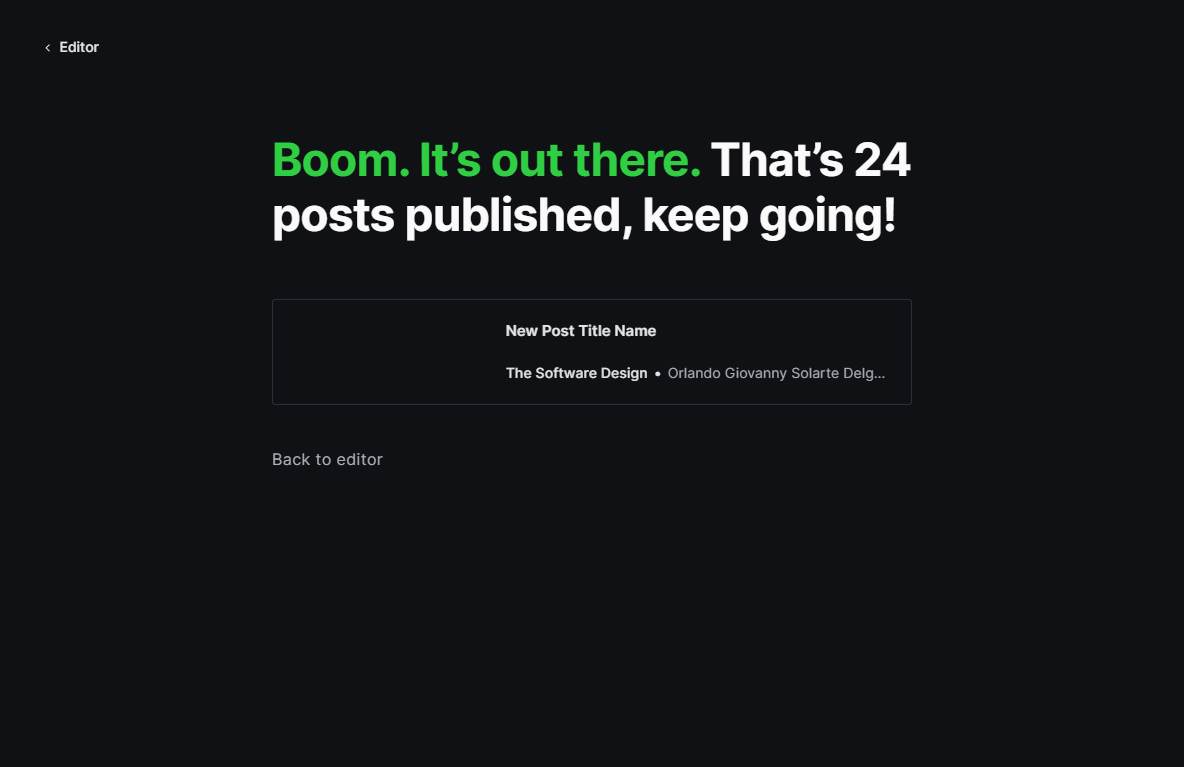 Editor
Boom. It’s out there. That’s 24
posts published, keep going!
New Post Title Name
The Software Design • Orlando Giovanny Solarte Delg...
Back to editor